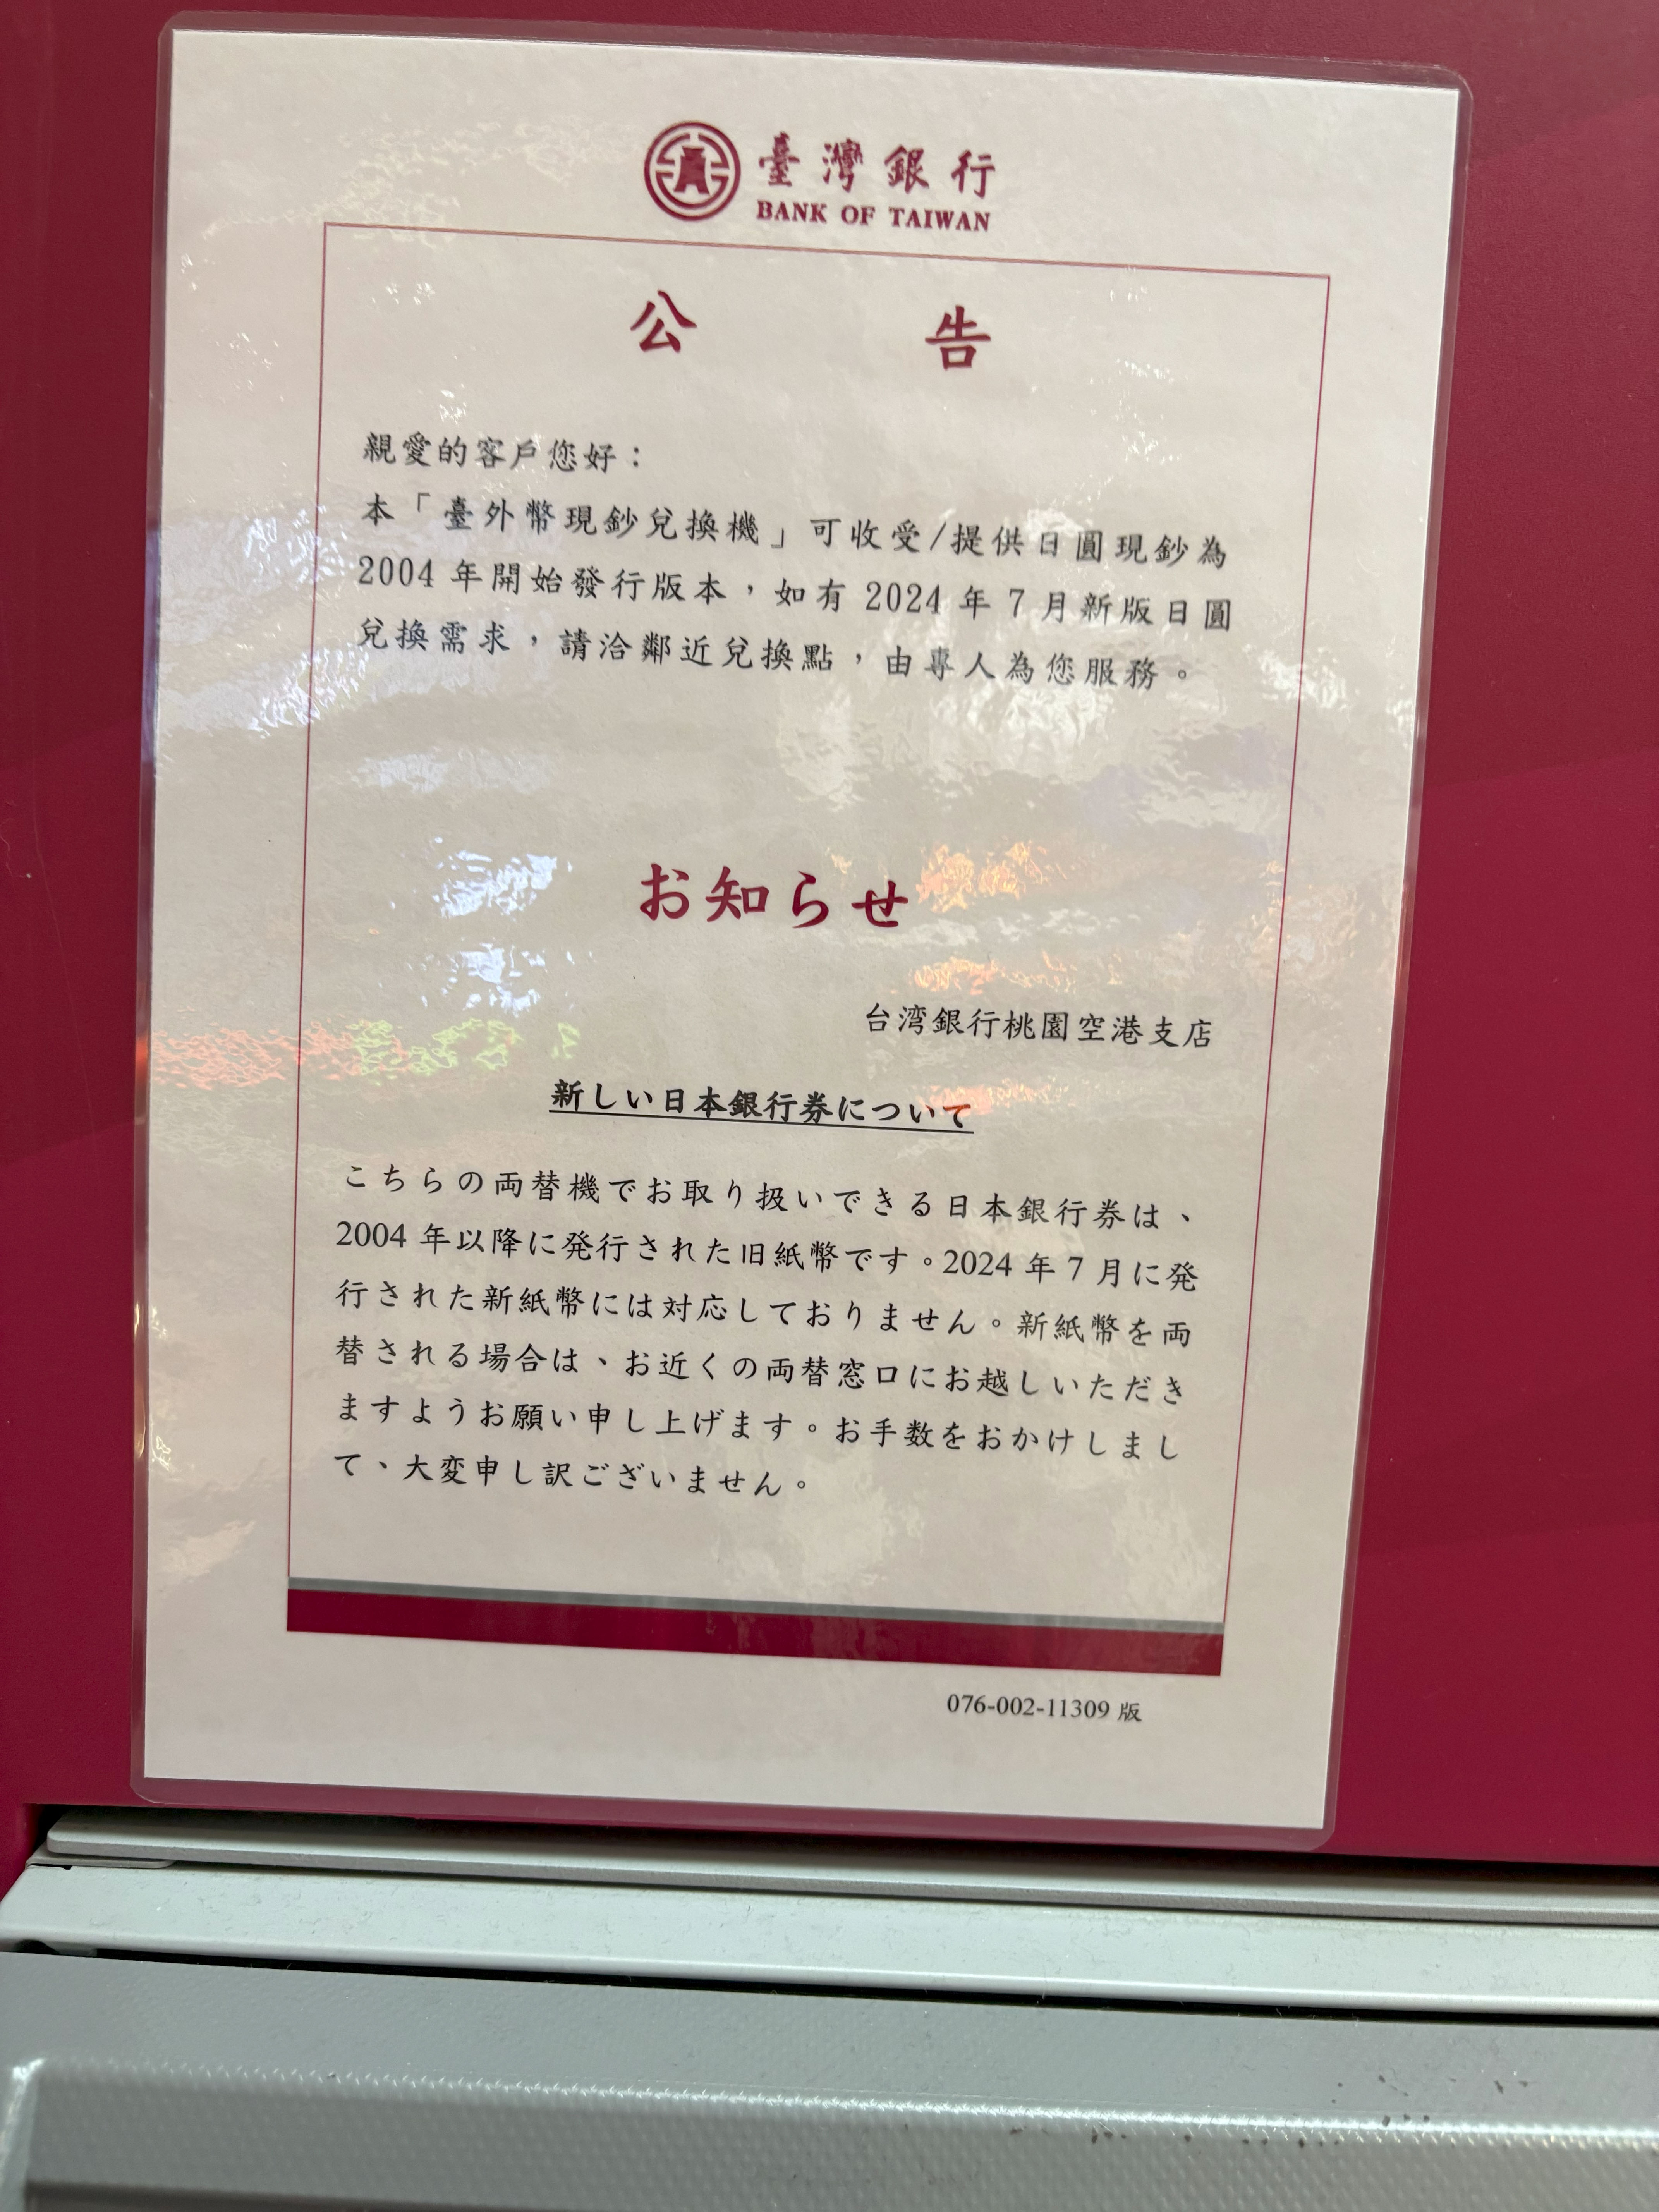 臺灣銀行
BANK OF TAIWAN
公告
親愛的客戶您好：
本「臺外幣現鈔兌換機」可收受/提供日圓現鈔為
2004 年開始發行版本，如有 2024 年 7 月新版日圓
兌換需求，請洽鄰近兌換點，由專人為您服務。
お知らせ
台湾銀行桃園空港支店
新しい日本銀行券について
こちらの両替機でお取り扱いできる日本銀行券は、
2004 年以降に発行された旧紙幣です。2024 年 7 月に発
行された新紙幣には対応しておりません。新紙幣を両
替される場合は、お近くの両替窓口にお越しいただき
ますようお願い申し上げます。お手数をおかけしまし
て、大変申し訳ございません。
076-002-11309 版